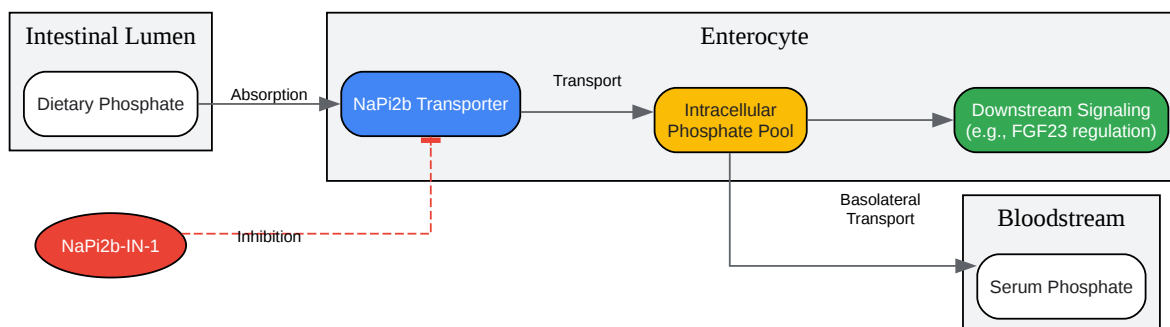 Intestinal Lumen
Dietary Phosphate
Absorption
Enterocyte
NaPi2b Transporter
Transport
Intracellular
Phosphate Pool
Downstream Signaling
(e.g., FGF23 regulation)
NaPi2b-IN-1
Inhibition
Basolateral
Transport
Bloodstream
Serum Phosphate